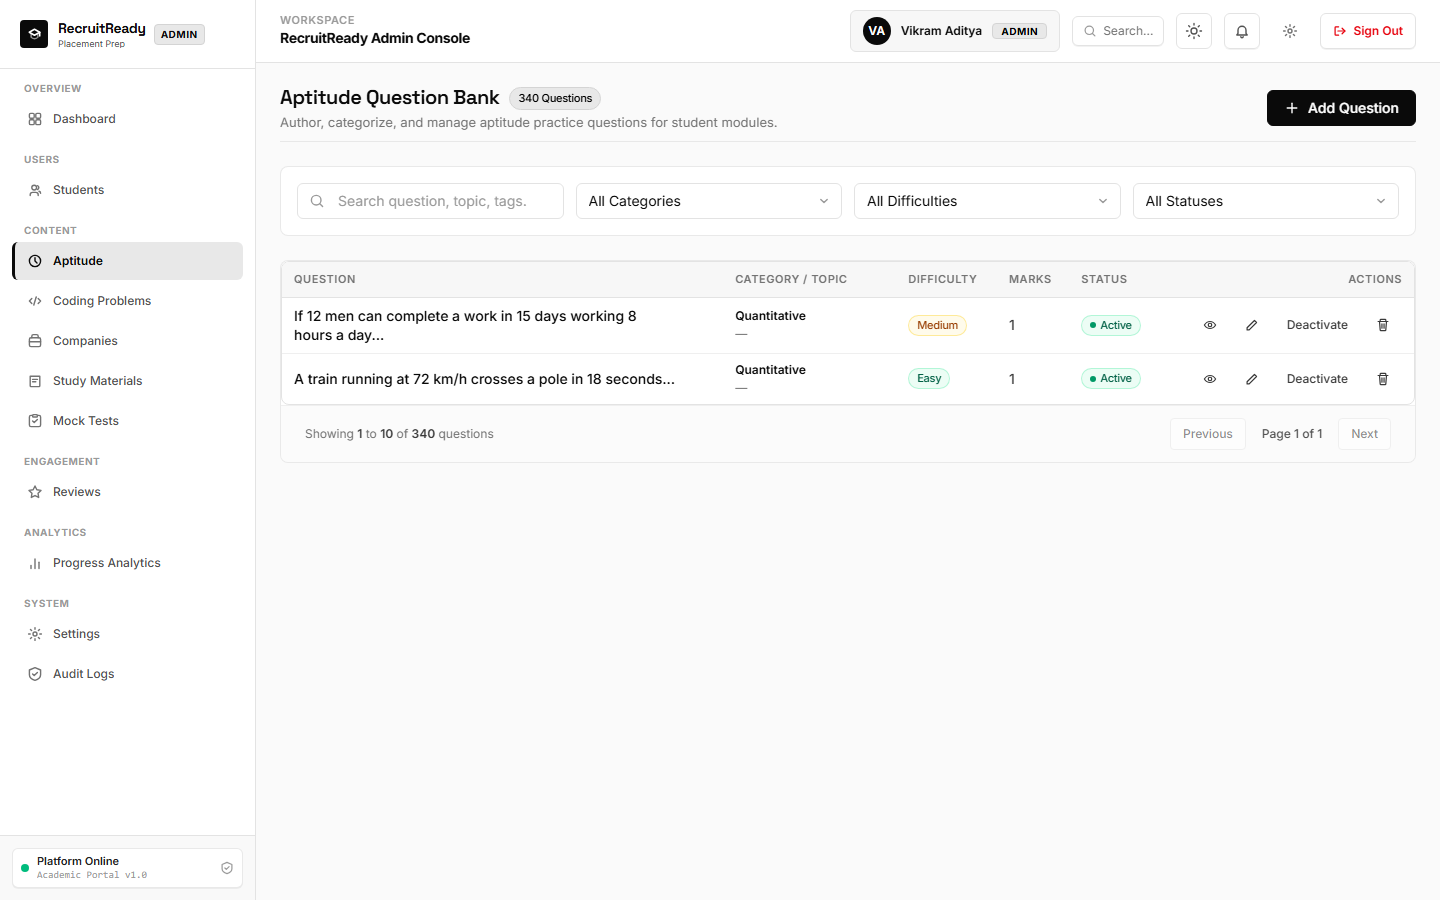 RecruitReady
Placement Prep
ADMIN
OVERVIEW
Dashboard
USERS
Students
CONTENT
Aptitude
Coding Problems
Companies
Study Materials
Mock Tests
ENGAGEMENT
Reviews
ANALYTICS
Progress Analytics
SYSTEM
Settings
Audit Logs
Platform Online
Academic Portal v1.0
WORKSPACE
RecruitReady Admin Console
VA Vikram Aditya ADMIN
Search...
Sign Out
Aptitude Question Bank 340 Questions
Author, categorize, and manage aptitude practice questions for student modules.
+ Add Question
Search question, topic, tags.
All Categories
All Difficulties
All Statuses
QUESTION CATEGORY / TOPIC DIFFICULTY MARKS STATUS ACTIONS
If 12 men can complete a work in 15 days working 8
hours a day...
Quantitative
—
Medium
1
Active
Deactivate
A train running at 72 km/h crosses a pole in 18 seconds...
Quantitative
—
Easy
1
Active
Deactivate
Showing 1 to 10 of 340 questions
Previous
Page 1 of 1
Next